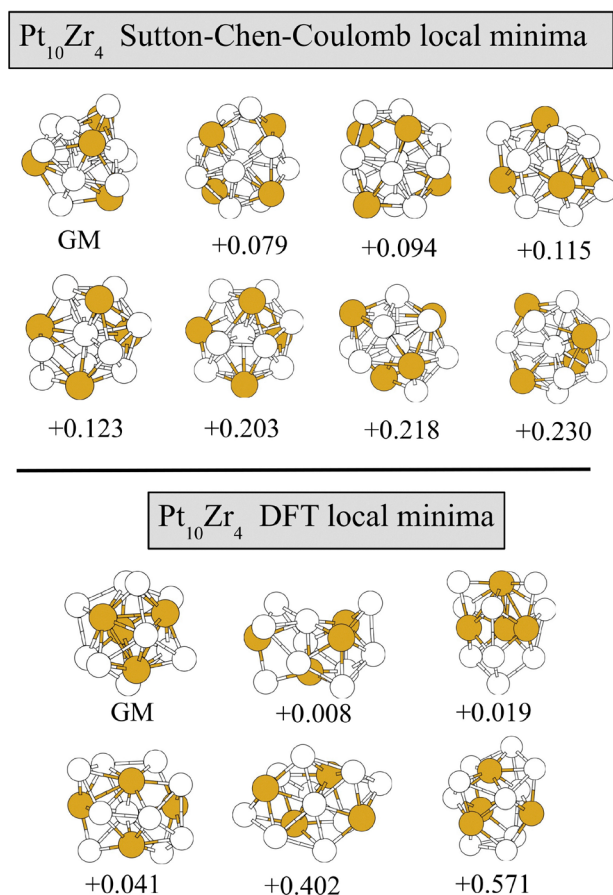 Pt10Zr4 Sutton-Chen-Coulomb local minima
GM +0.079 +0.094 +0.115
+0.123 +0.203 +0.218 +0.230
Pt10Zr4 DFT local minima
GM +0.008 +0.019
+0.041 +0.402 +0.571